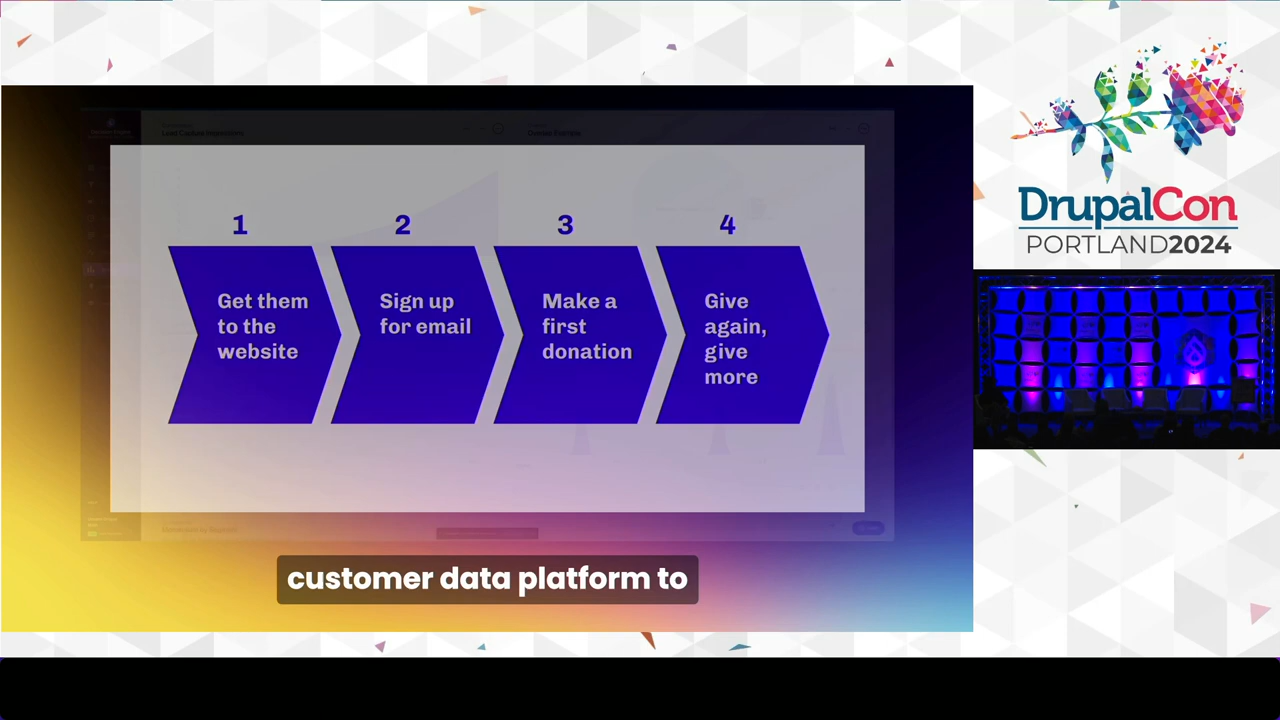 1
Get them
to the
website
2
Sign up
for email
3
Make a
first
donation
4
Give
again,
give
more
customer data platform to
DrupalCon
PORTLAND2024